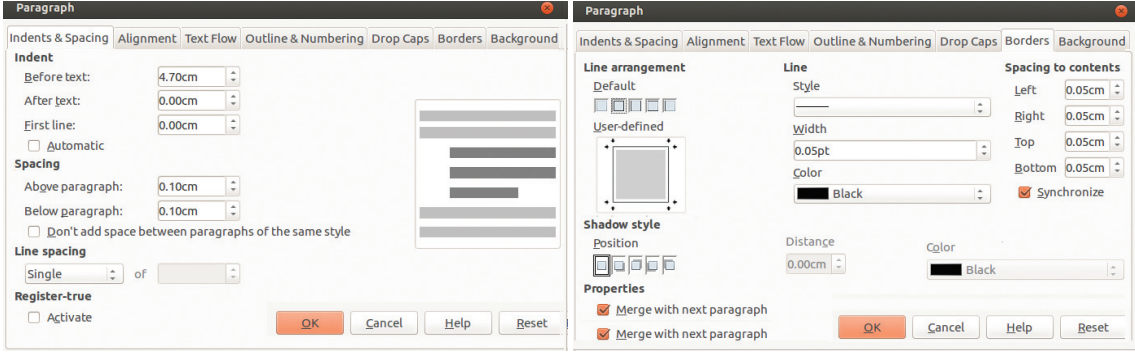 Paragraph
Indents & Spacing Alignment Text Flow Outline & Numbering Drop Caps Borders Background
Indent
Before text: 4.70cm
After text: 0.00cm
First line: 0.00cm
Automatic
Spacing
Above paragraph: 0.10cm
Below paragraph: 0.10cm
Don't add space between paragraphs of the same style
Line spacing
Single of
Register-true
Activate
OK Cancel Help Reset
Paragraph
Indents & Spacing Alignment Text Flow Outline & Numbering Drop Caps Borders Background
Line arrangement Line Spacing to contents
Default Style Left 0.05cm
User-defined Width Right 0.05cm
0.05pt Top 0.05cm
Color Bottom 0.05cm
Black Synchronize
Shadow style
Position Distance Color
0.00cm Black
Properties
Merge with next paragraph
Merge with next paragraph
OK Cancel Help Reset